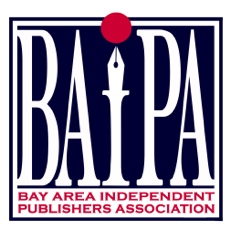 BAiPA
BAY AREA INDEPENDENT
PUBLISHERS ASSOCIATION